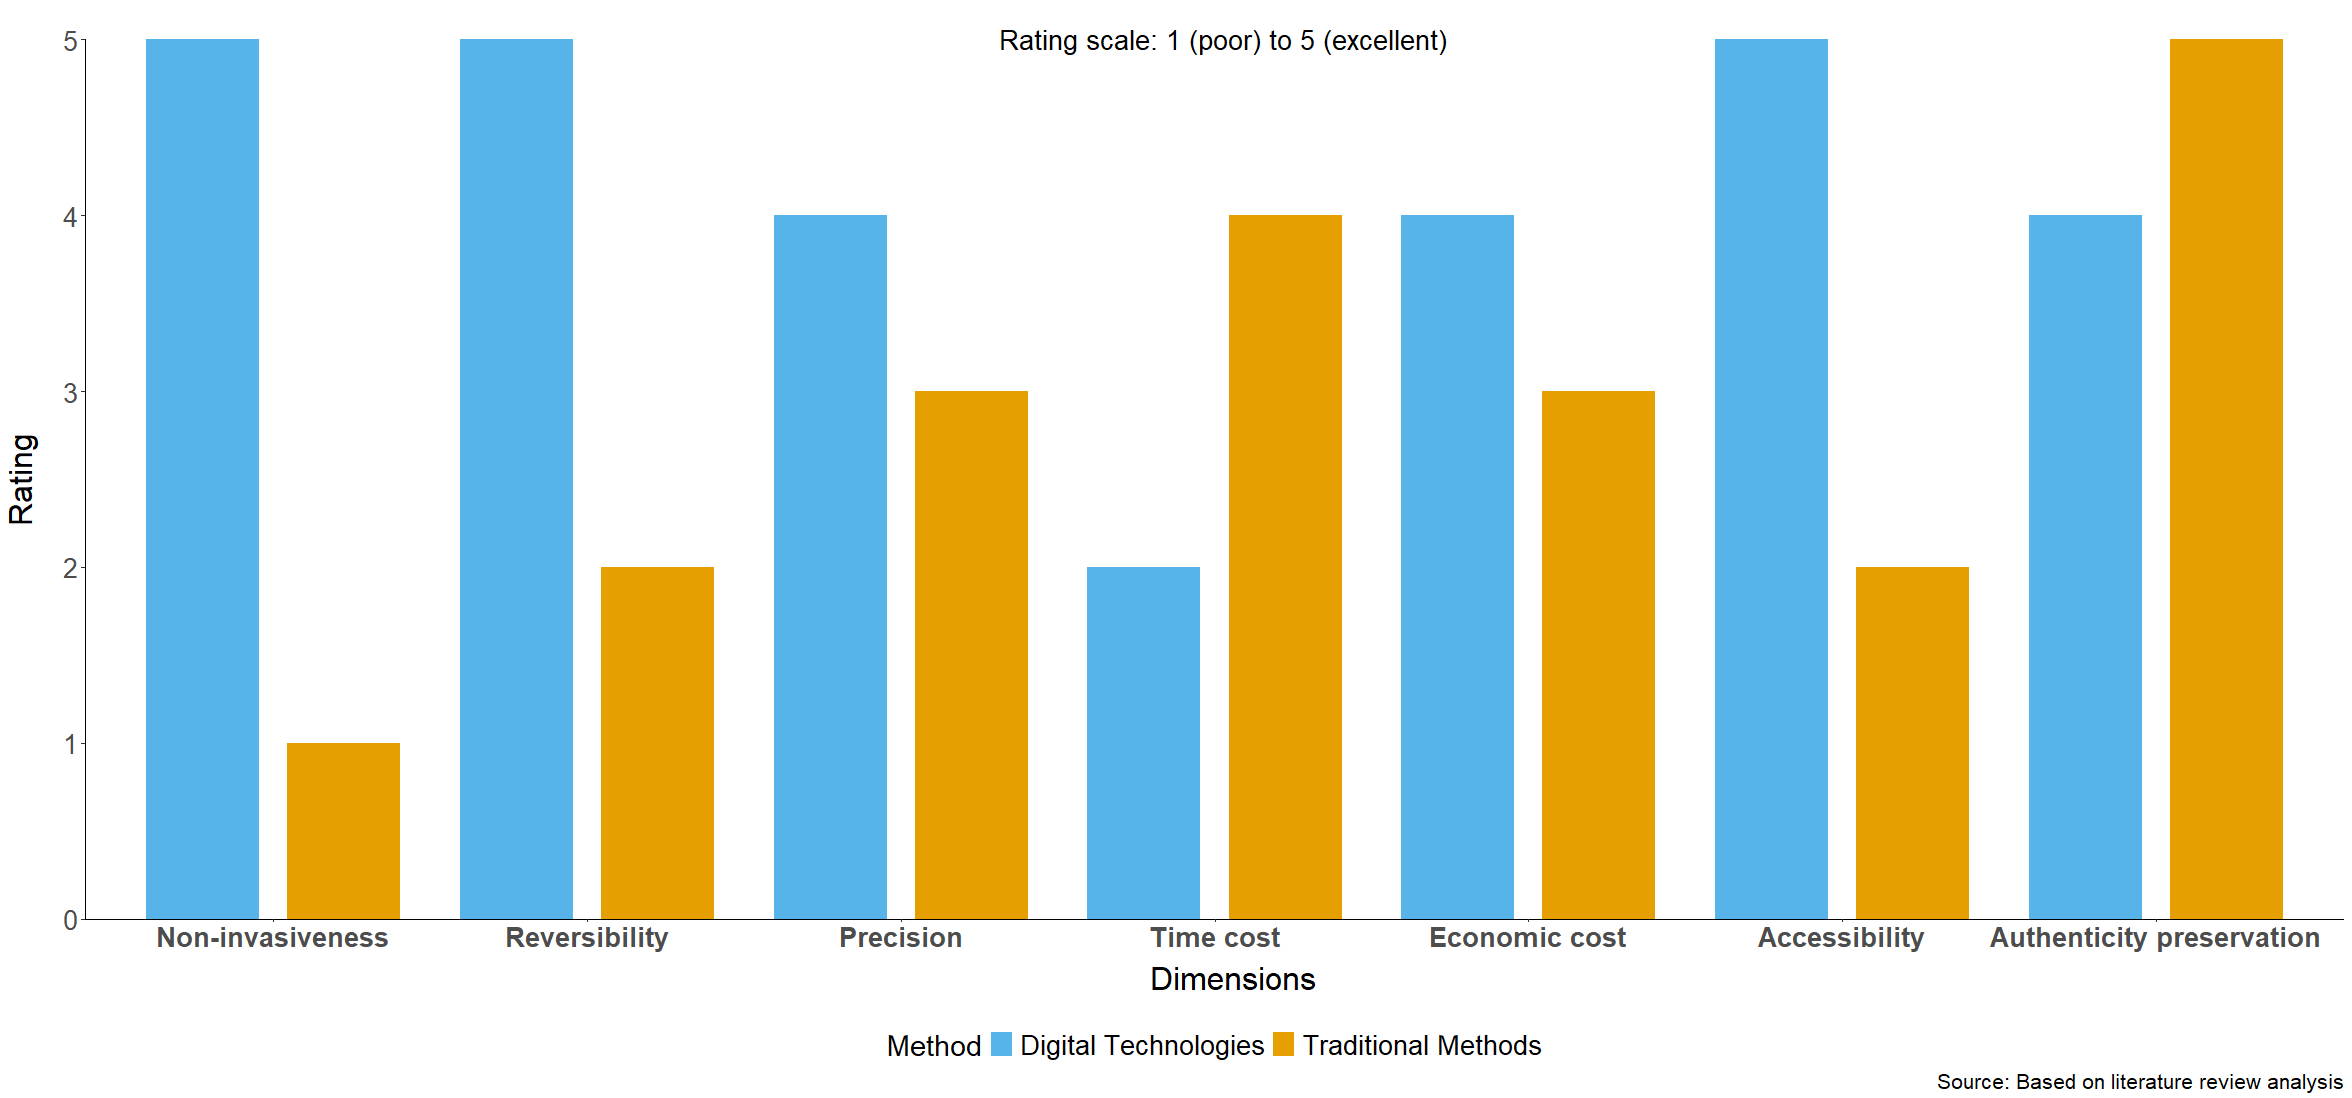 Rating scale: 1 (poor) to 5 (excellent)
5
4
3
2
1
0
Rating
Non-invasiveness Reversibility Precision Time cost Economic cost Accessibility Authenticity preservation
Dimensions
Method Digital Technologies Traditional Methods
Source: Based on literature review analysis